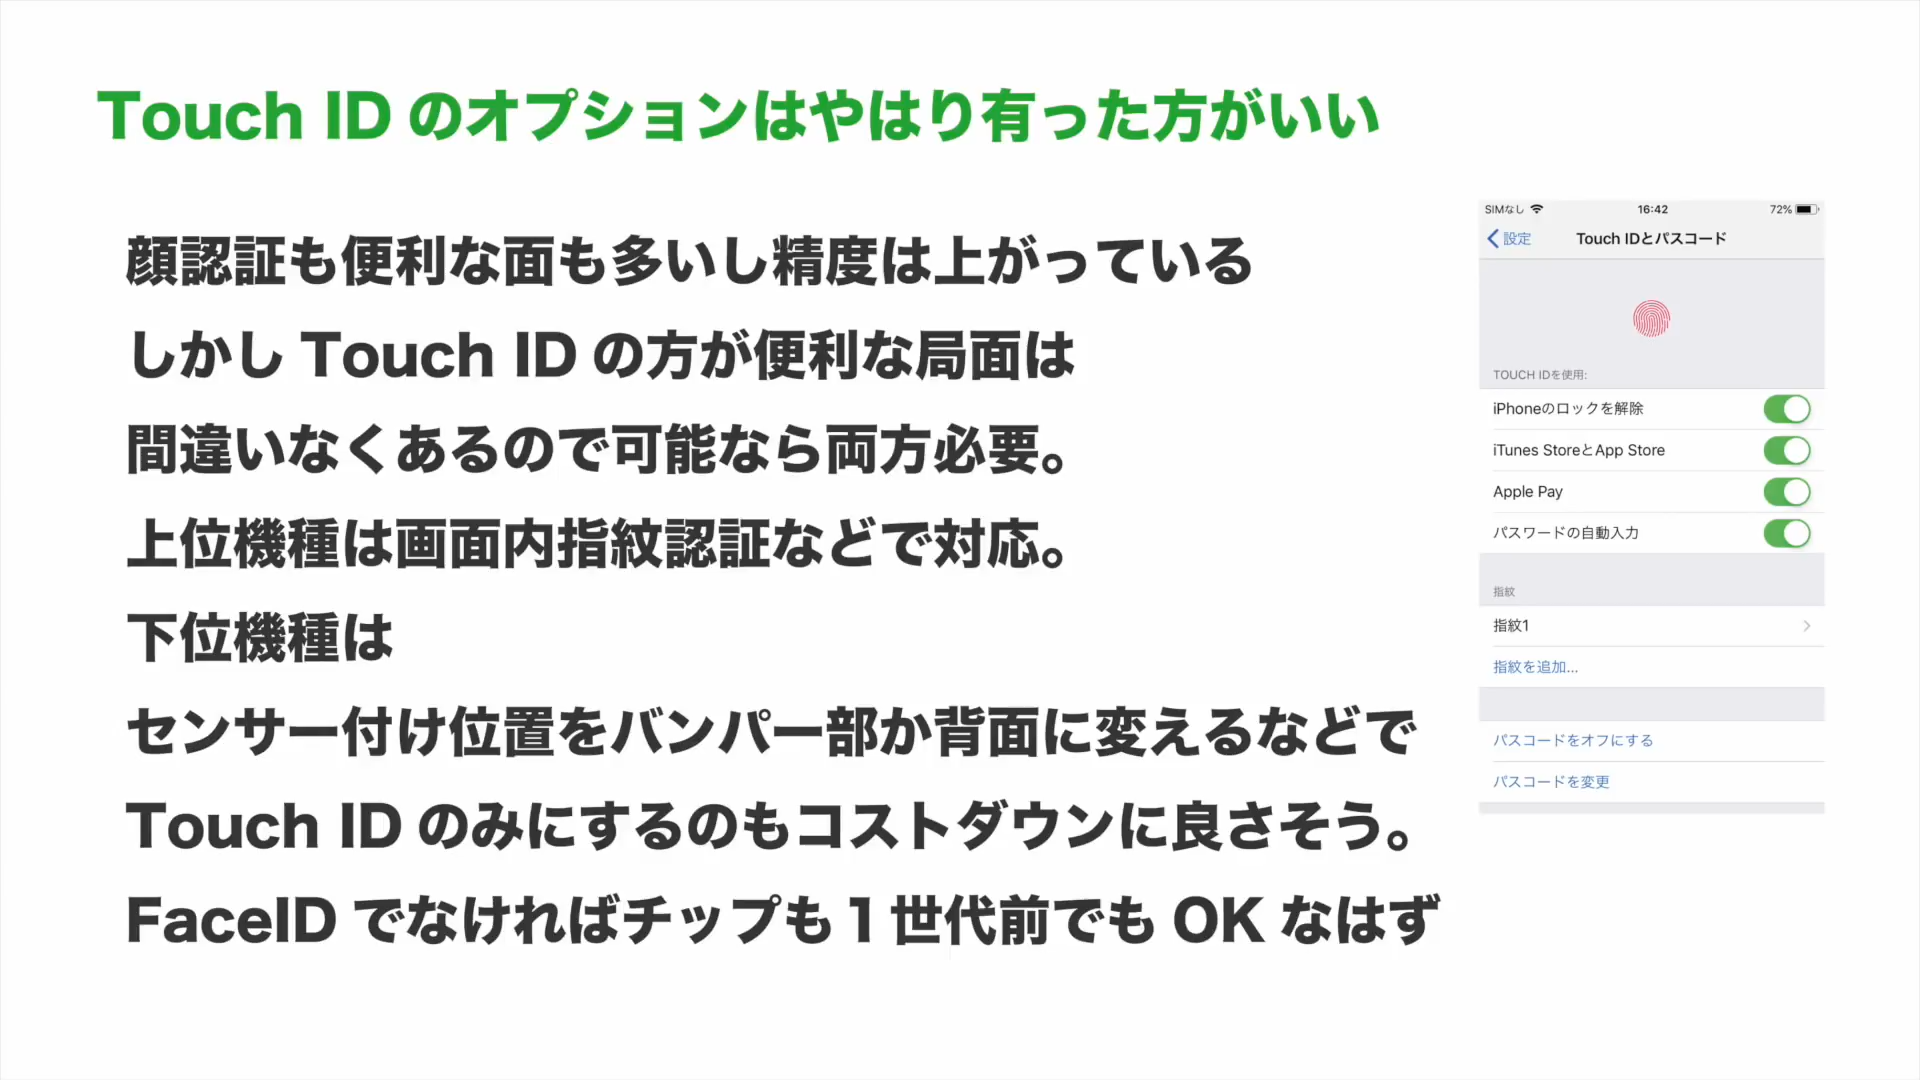 Touch ID のオプションはやはり有った方がいい
顔認証も便利な面も多いし精度は上がっている
しかし Touch ID の方が便利な局面は
間違いなくあるので可能なら両方必要。
上位機種は画面内指紋認証などで対応。
下位機種は
センサー付け位置をバンパー部か背面に変えるなどで
Touch ID のみにするのもコストダウンに良さそう。
FaceID でなければチップも１世代前でも OK なはず
SIMなし 16:42 72%
設定 Touch IDとパスコード
TOUCH IDを使用:
iPhoneのロックを解除
iTunes StoreとApp Store
Apple Pay
パスワードの自動入力
指紋
指紋1
指紋を追加...
パスコードをオフにする
パスコードを変更